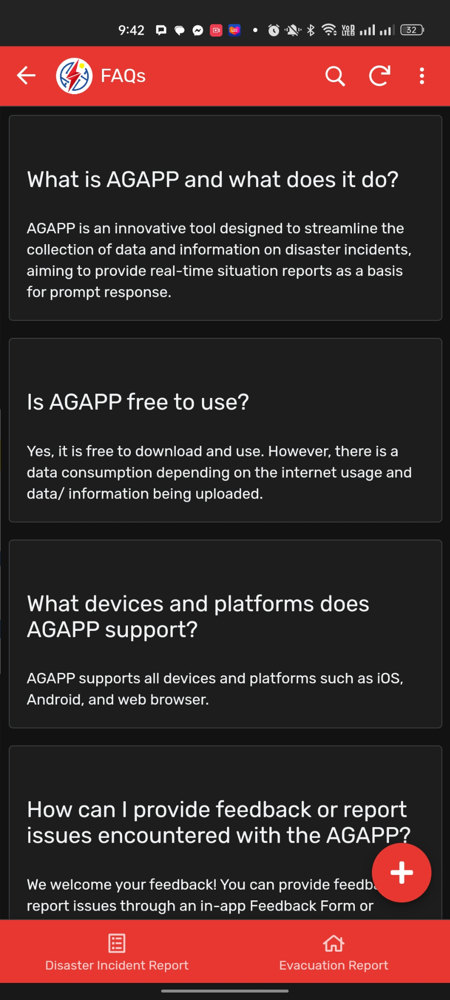 9:42
Loz
VoD
LTE2
32
FAQs
What is AGAPP and what does it do?
AGAPP is an innovative tool designed to streamline the
collection of data and information on disaster incidents,
aiming to provide real-time situation reports as a basis
for prompt response.
Is AGAPP free to use?
Yes, it is free to download and use. However, there is a
data consumption depending on the internet usage and
data/ information being uploaded.
What devices and platforms does
AGAPP support?
AGAPP supports all devices and platforms such as iOS,
Android, and web browser.
How can I provide feedback or report
issues encountered with the AGAPP?
We welcome your feedback! You can provide
report issues through an in-app Feedback Form or
Disaster Incident Report
Evacuation Report